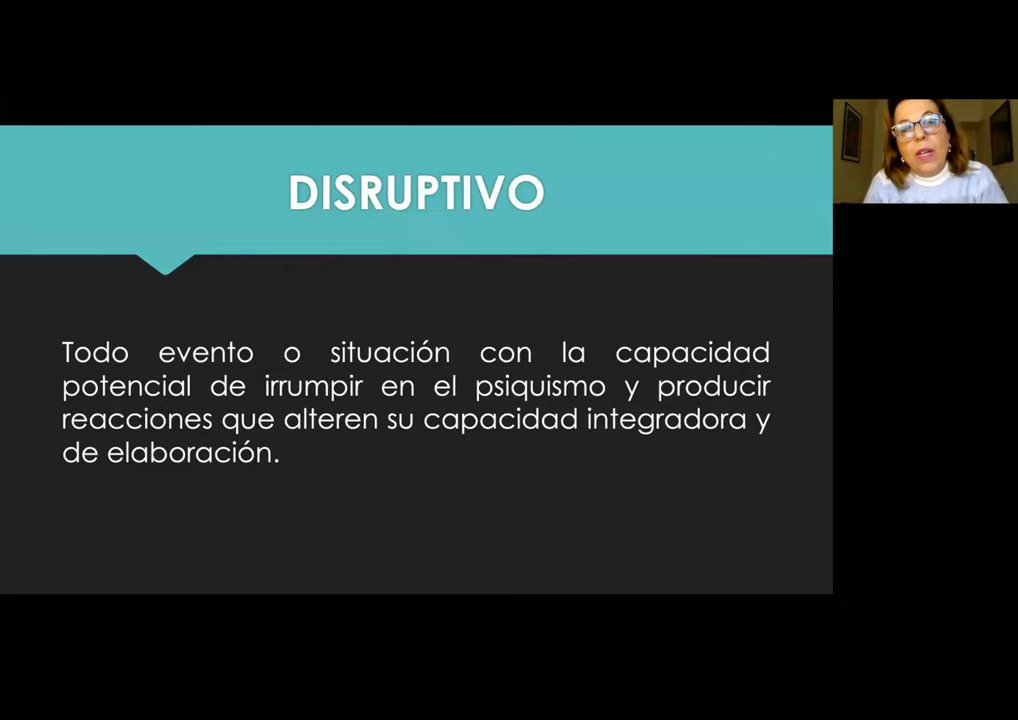 DISRUPTIVO
Todo evento o situación con la capacidad
potencial de irrumpir en el psiquismo y producir
reacciones que alteren su capacidad integradora y
de elaboración.